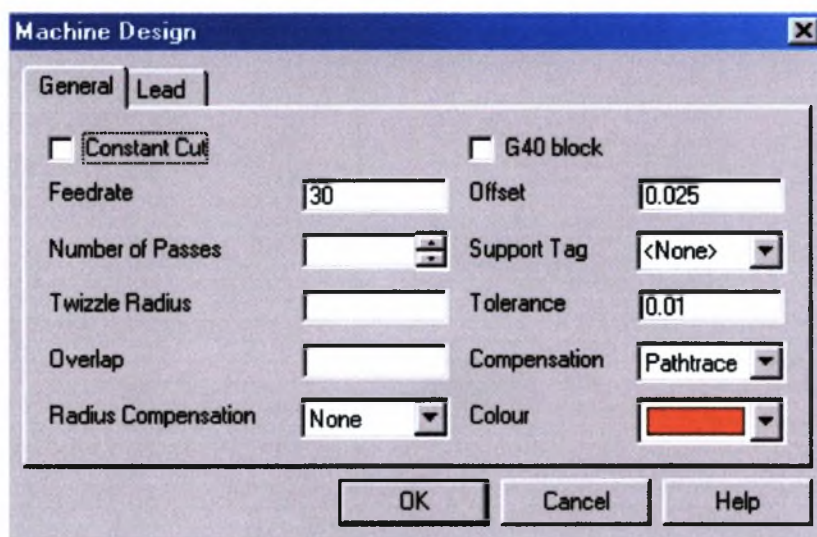 Machine Design
General Lead
Constant Cut G40 block
Feedrate 30 Offset 0.025
Number of Passes Support Tag <None>
Twizzle Radius Tolerance 0.01
Overlap Compensation Pathtrace
Radius Compensation None Colour
OK Cancel Help